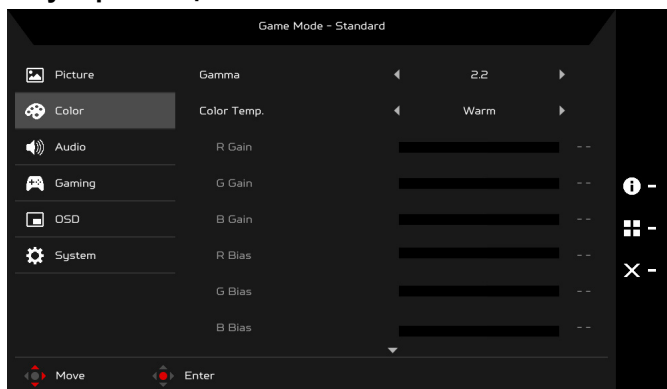 Game Mode - Standard
Picture
Gamma
2.2
Color
Color Temp.
Warm
Audio
R Gain
--
Gaming
G Gain
--
OSD
B Gain
--
System
R Bias
--
G Bias
--
B Bias
--
Move
Enter